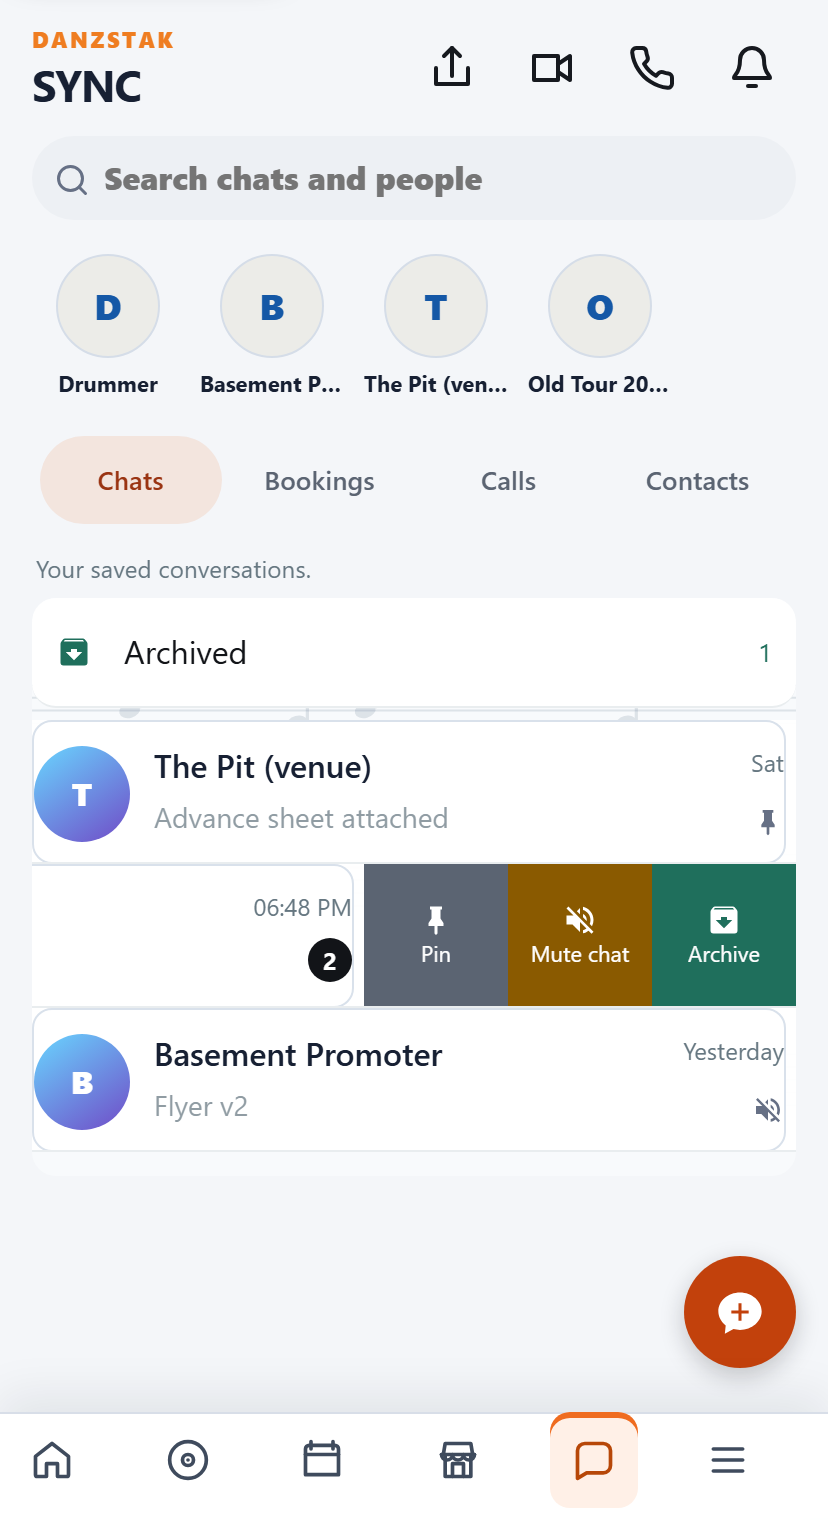 DANZSTAK
SYNC
Search chats and people
D
B
T
O
Drummer
Basement P...
The Pit (ven...
Old Tour 20...
Chats
Bookings
Calls
Contacts
Your saved conversations.
Archived
1
The Pit (venue)
Sat
T
Advance sheet attached
06:48 PM
2
Pin
Mute chat
Archive
Basement Promoter
Yesterday
B
Flyer v2